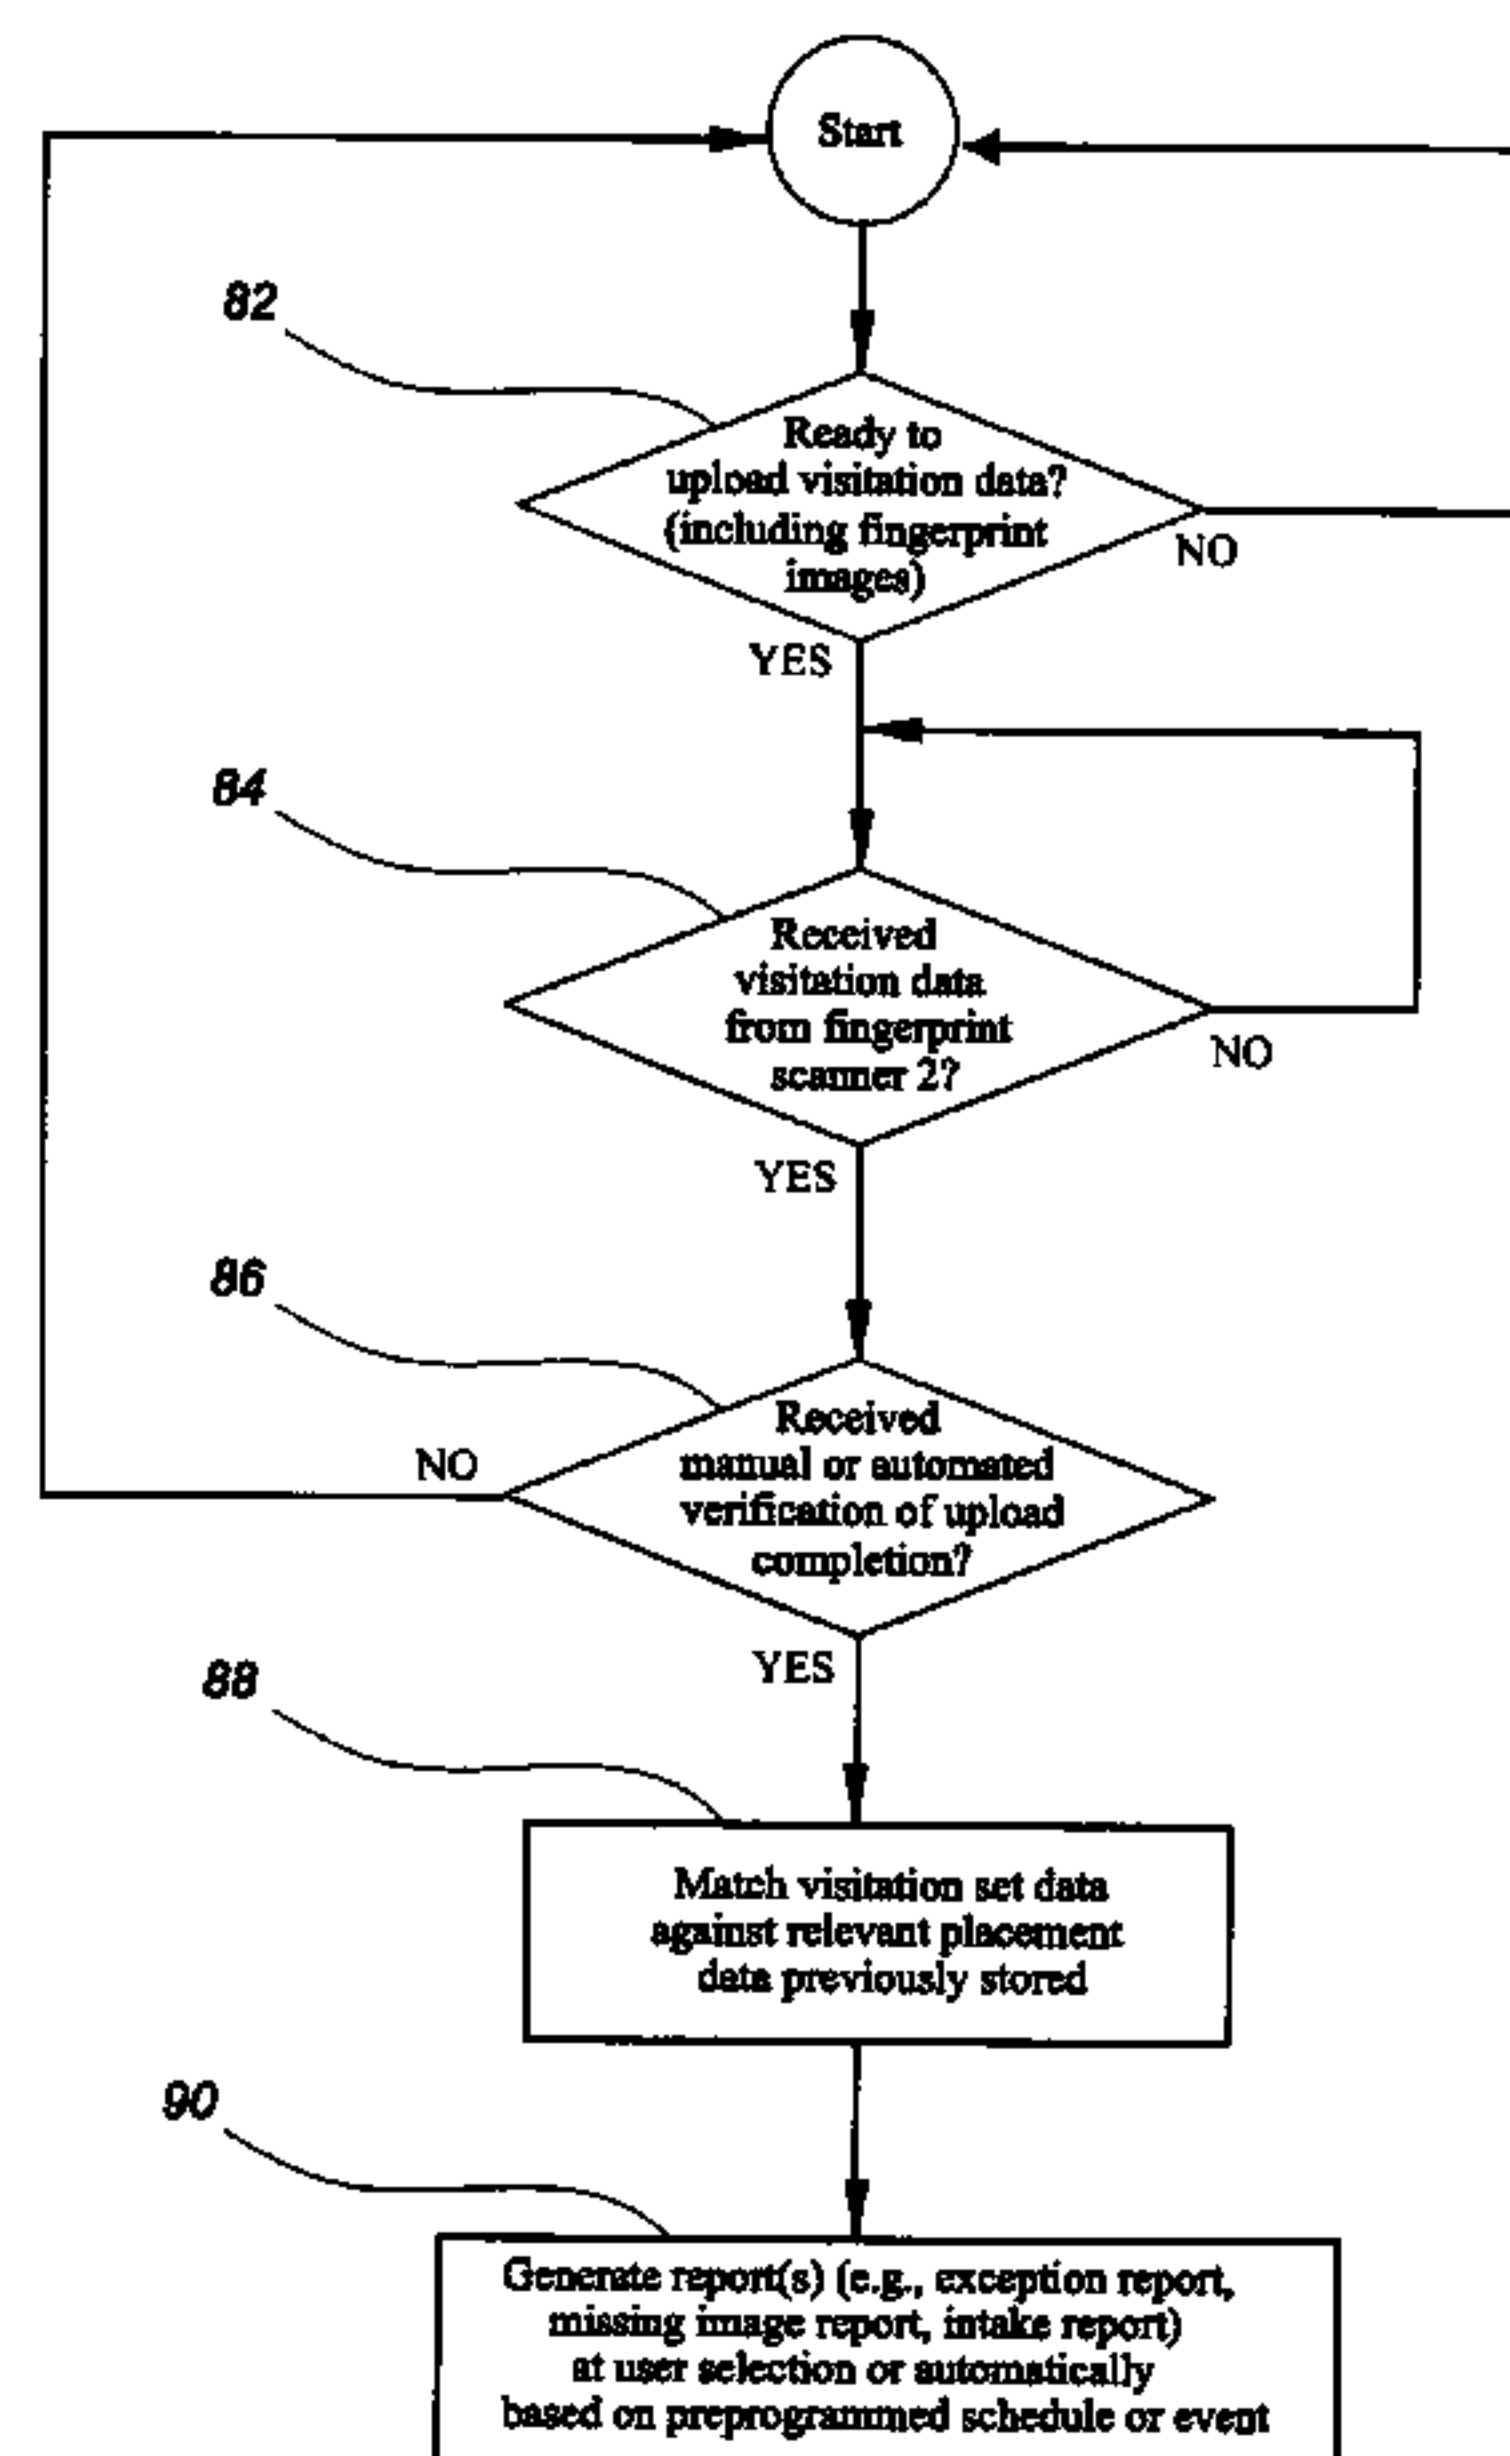 Start
82
Ready to
upload visitation data?
(including fingerprint
images)
NO
YES
84
Received
visitation data
from fingerprint
scanner 2?
NO
YES
86
Received
manual or automated
verification of upload
completion?
NO
YES
88
Match visitation set data
against relevant placement
data previously stored
90
Generate report(s) (e.g., exception report,
missing image report, intake report)
at user selection or automatically
based on preprogrammed schedule or event